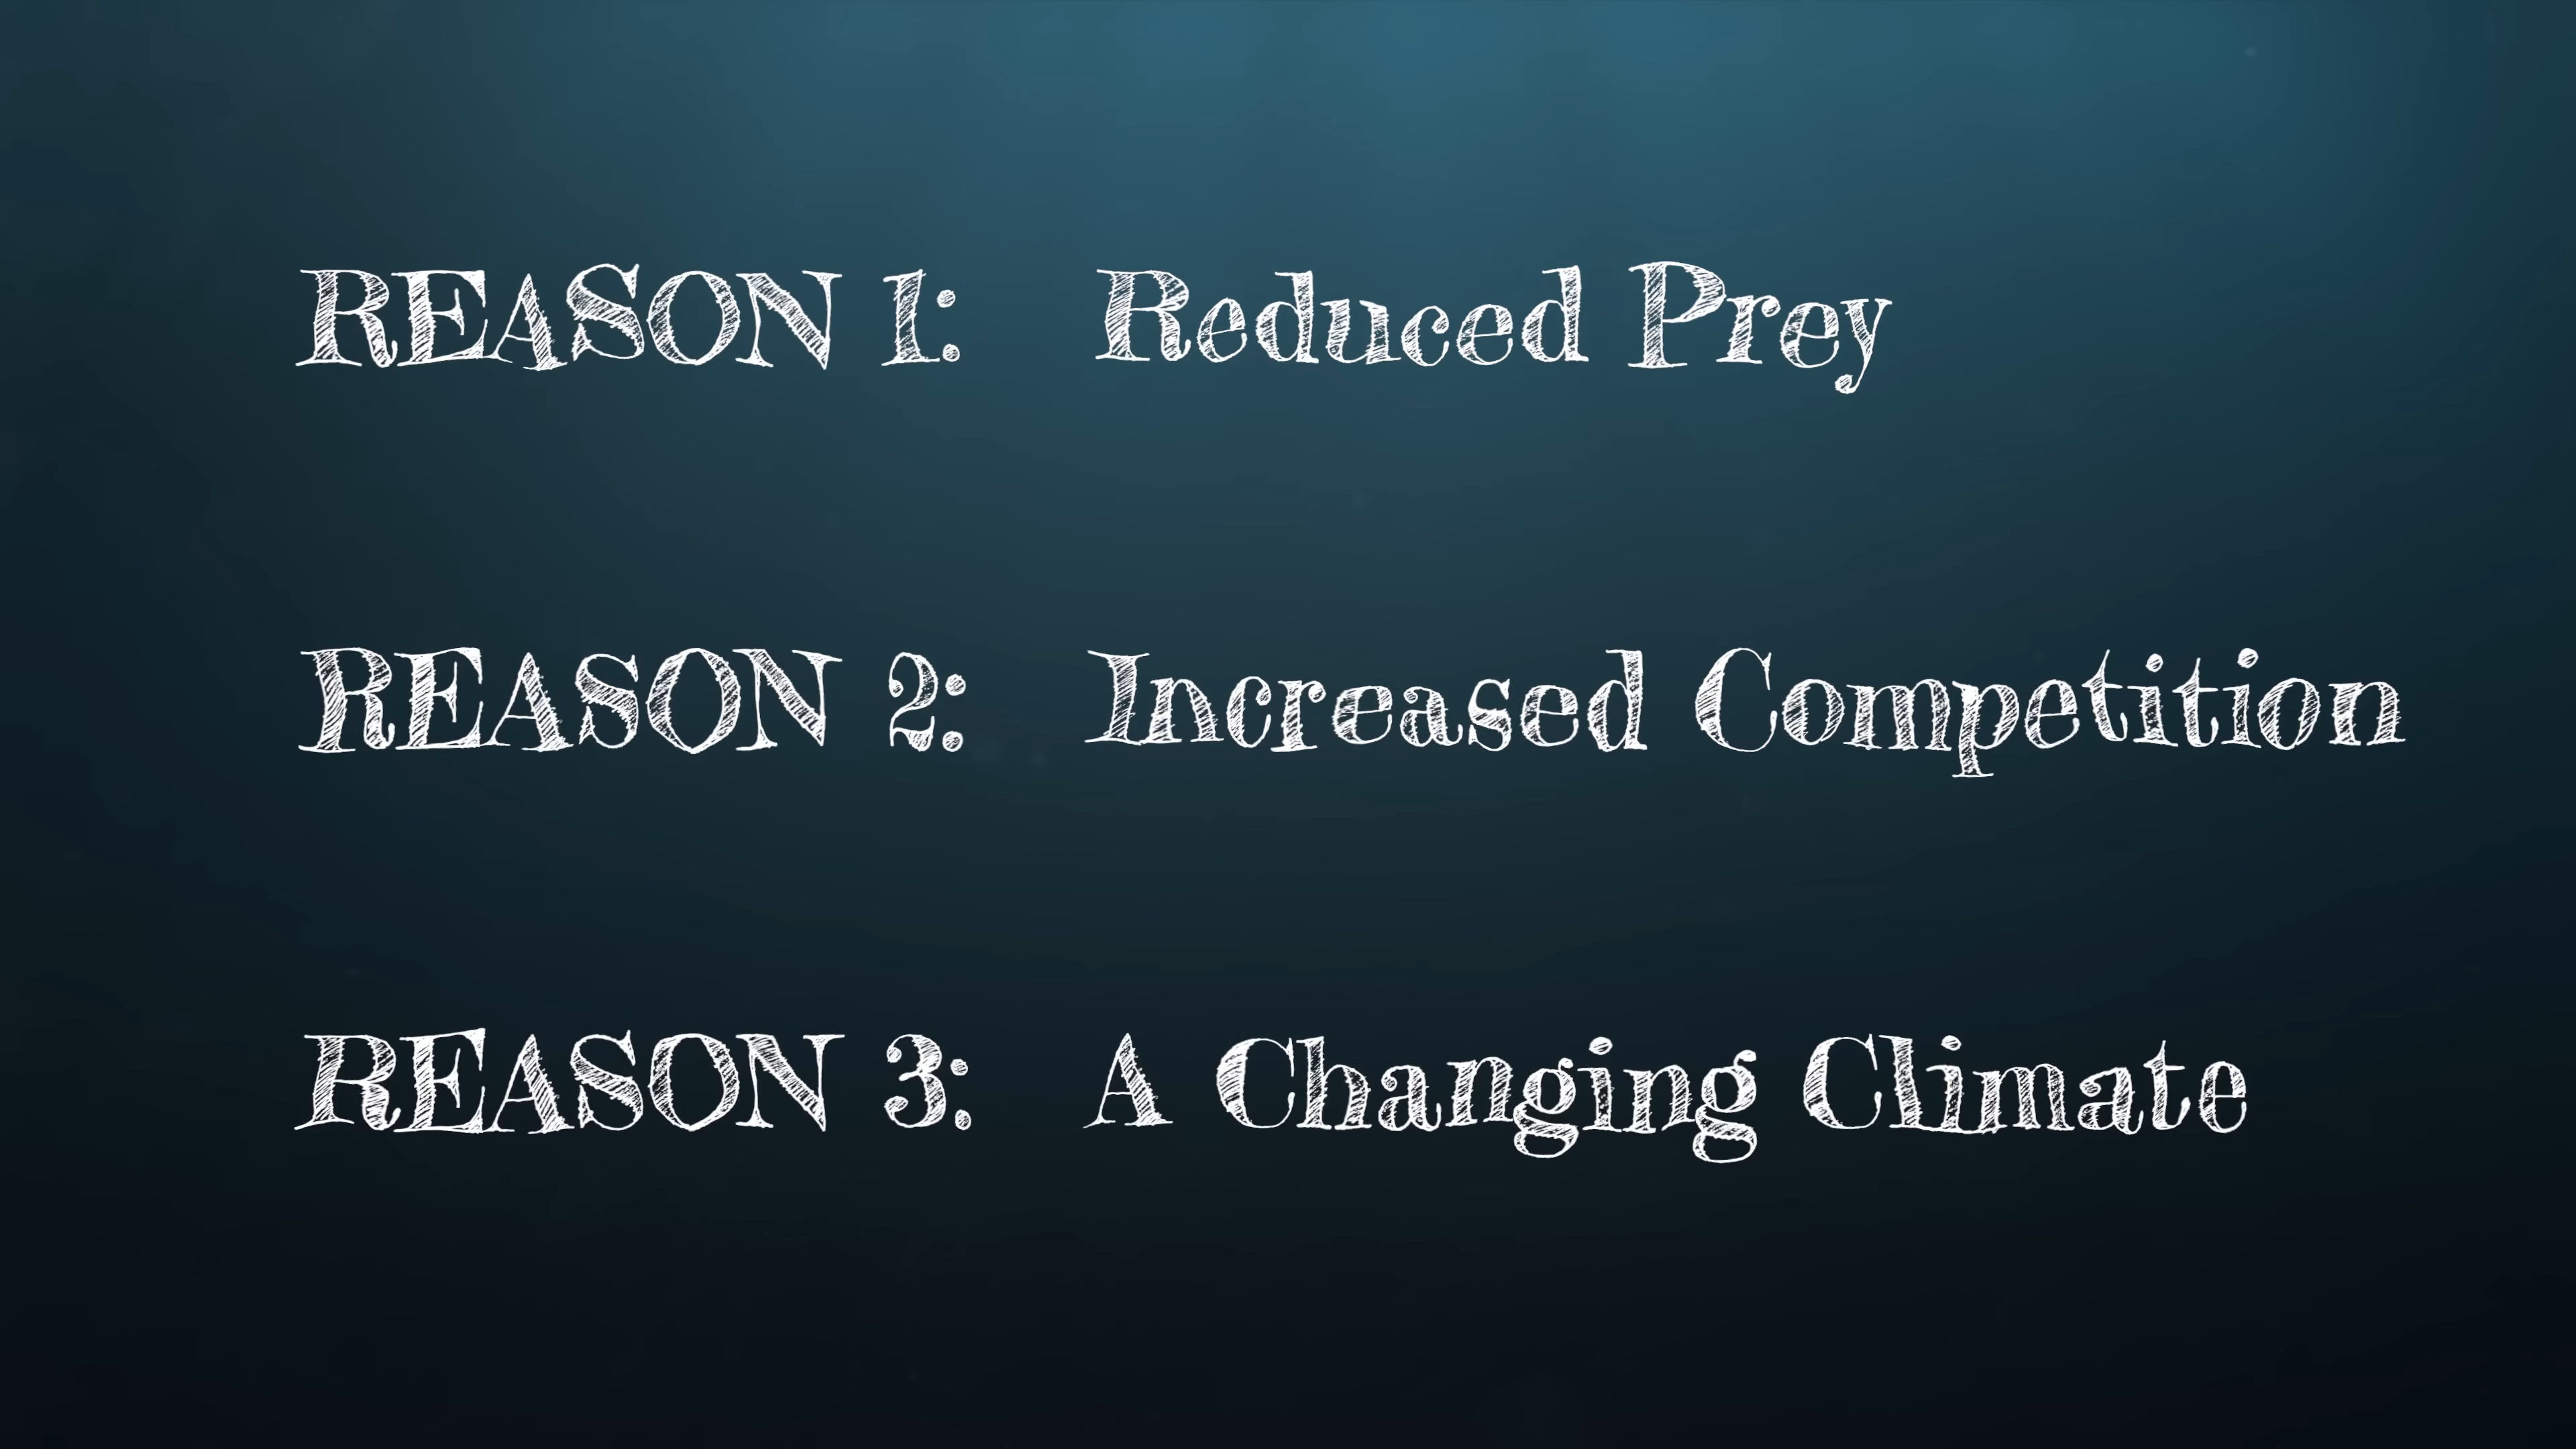 REASON 1: Reduced Prey
REASON 2: Increased Competition
REASON 3: A Changing Climate